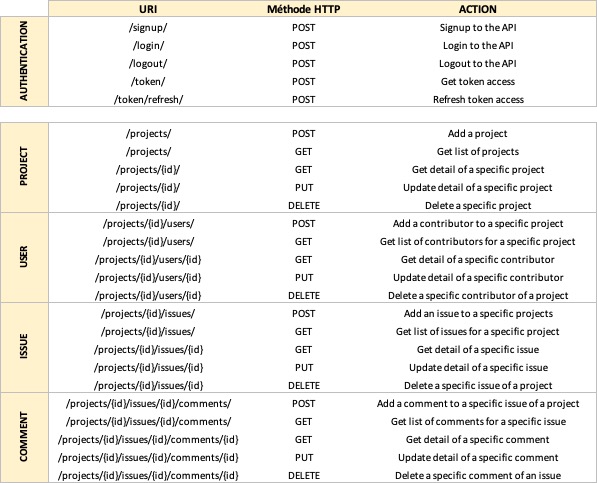 URI Méthode HTTP ACTION
AUTHENTICATION
/signup/ POST Signup to the API
/login/ POST Login to the API
/logout/ POST Logout to the API
/token/ POST Get token access
/token/refresh/ POST Refresh token access
PROJECT
/projects/ POST Add a project
/projects/ GET Get list of projects
/projects/{id}/ GET Get detail of a specific project
/projects/{id}/ PUT Update detail of a specific project
/projects/{id}/ DELETE Delete a specific project
USER
/projects/{id}/users/ POST Add a contributor to a specific project
/projects/{id}/users/ GET Get list of contributors for a specific project
/projects/{id}/users/{id} GET Get detail of a specific contributor
/projects/{id}/users/{id} PUT Update detail of a specific contributor
/projects/{id}/users/{id} DELETE Delete a specific contributor of a project
ISSUE
/projects/{id}/issues/ POST Add an issue to a specific projects
/projects/{id}/issues/ GET Get list of issues for a specific project
/projects/{id}/issues/{id} GET Get detail of a specific issue
/projects/{id}/issues/{id} PUT Update detail of a specific issue
/projects/{id}/issues/{id} DELETE Delete a specific issue of a project
COMMENT
/projects/{id}/issues/{id}/comments/ POST Add a comment to a specific issue of a project
/projects/{id}/issues/{id}/comments/ GET Get list of comments for a specific issue
/projects/{id}/issues/{id}/comments/{id} GET Get detail of a specific comment
/projects/{id}/issues/{id}/comments/{id} PUT Update detail of a specific comment
/projects/{id}/issues/{id}/comments/{id} DELETE Delete a specific comment of an issue